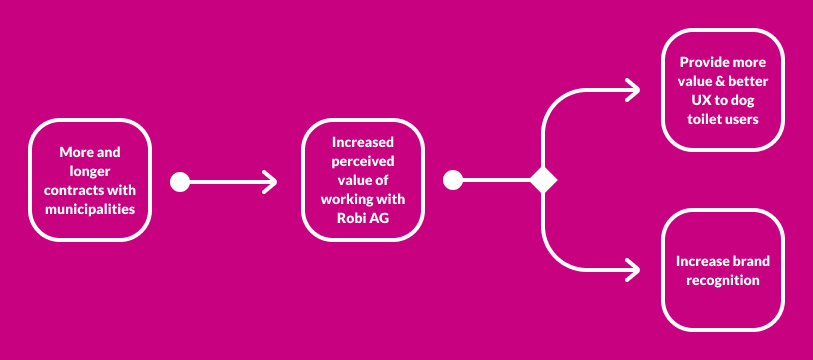 More and
longer
contracts with
municipalities
Increased
perceived
value of
working with
Robi AG
Provide more
value & better
UX to dog
toilet users
Increase brand
recognition